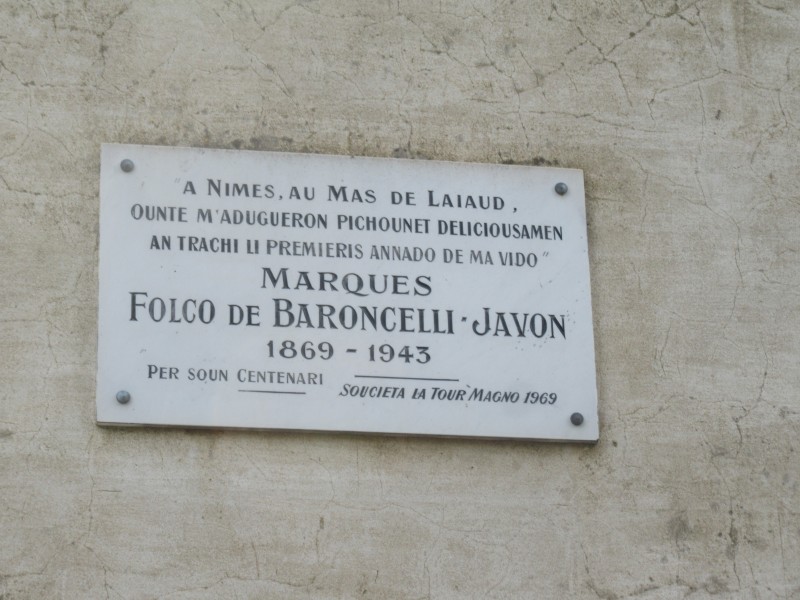 A NIMES, AU MAS DE LAIAUD,
OUNTE M'ADUGUERON PICHOUNET DELICIOUSAMEN
AN TRACHI LI PREMIERIS ANNADO DE MA VIDO"
MARQUES
FOLCO DE BARONCELLI-JAVON
1869 - 1943
PER SOUN CENTENARI
SOUCIETA LA TOUR MAGNO 1969